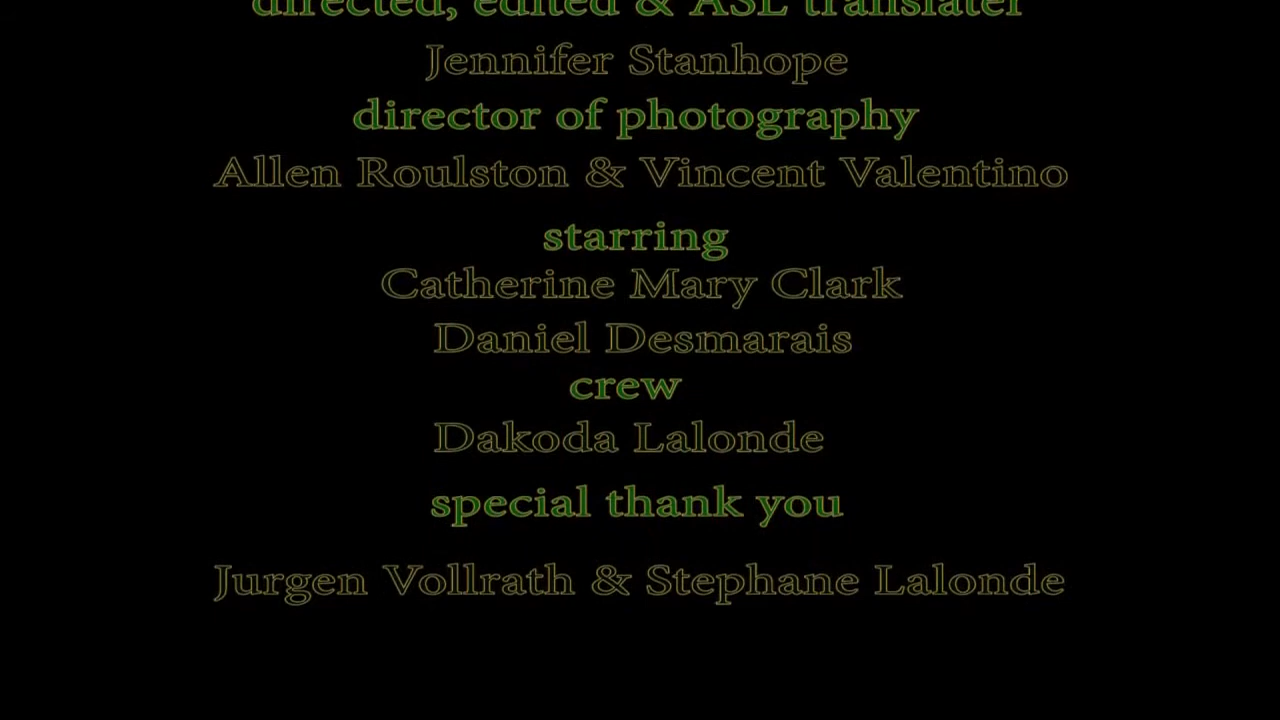 directed, edited & ASL translater
Jennifer Stanhope
director of photography
Allen Roulston & Vincent Valentino
starring
Catherine Mary Clark
Daniel Desmarais
crew
Dakoda Lalonde
special thank you
Jurgen Vollrath & Stephane Lalonde